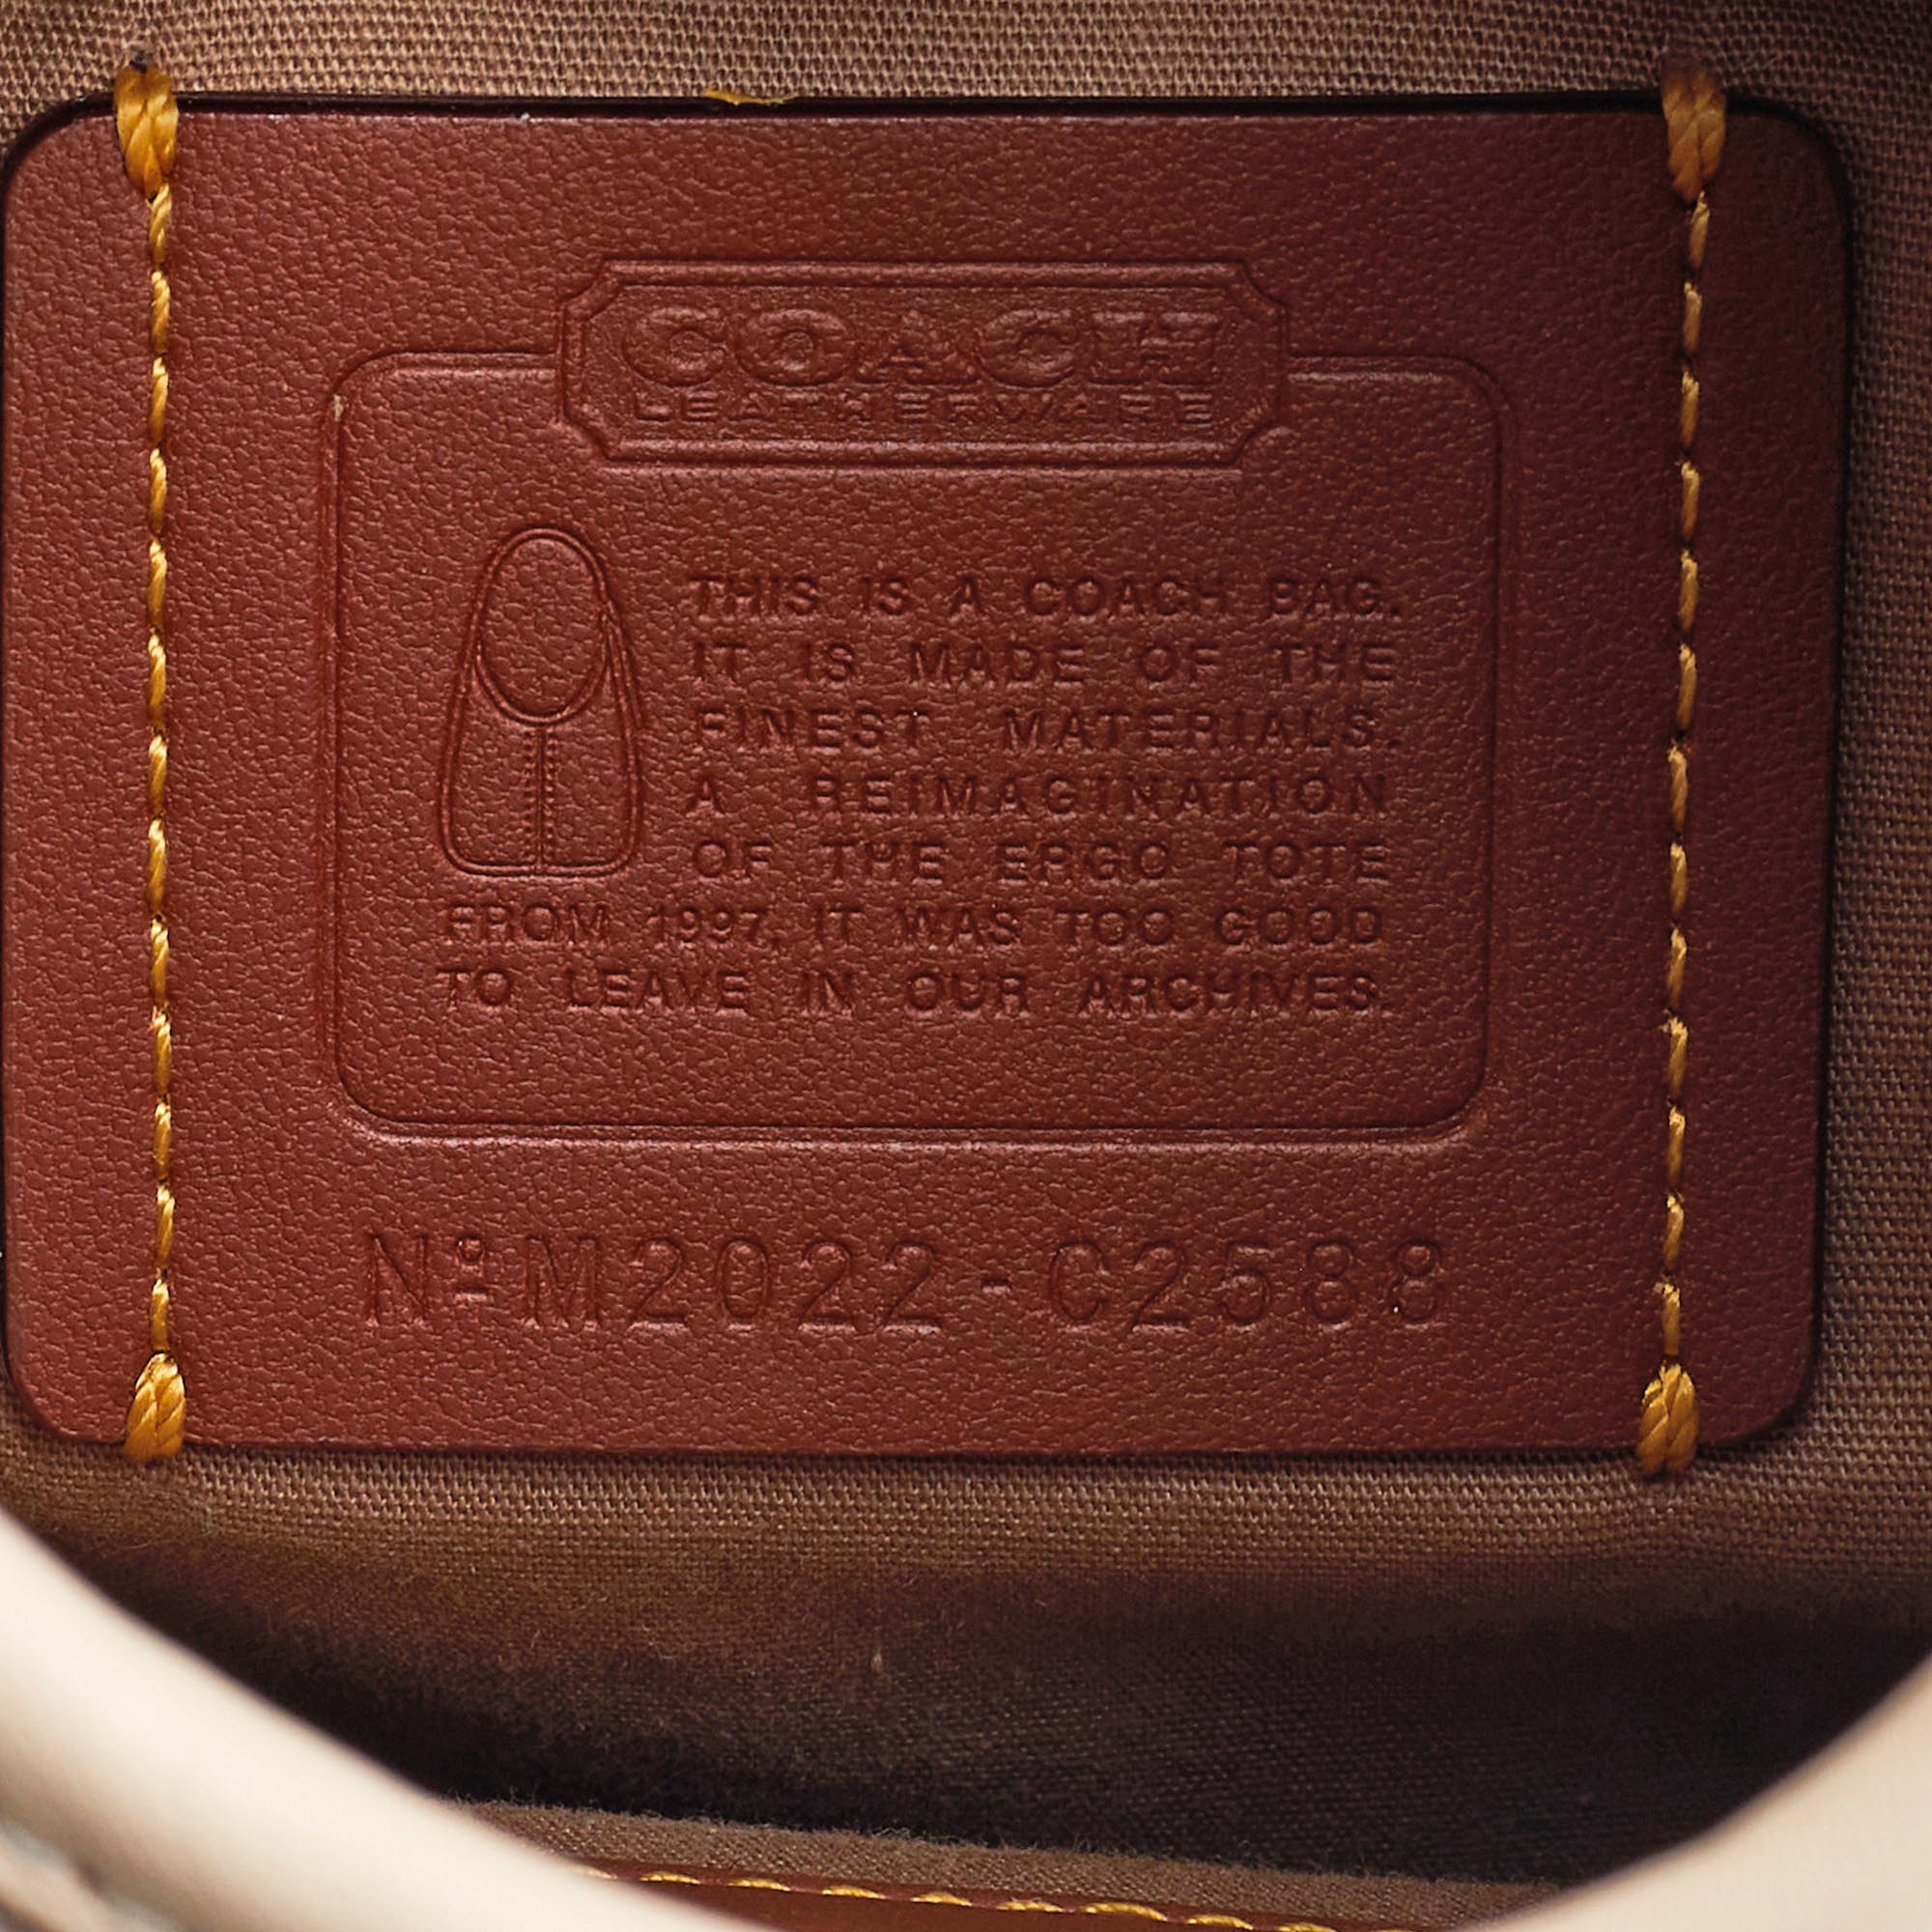 COACH
LEATHERWARE
THIS IS A COACH BAG.
IT IS MADE OF THE
FINEST MATERIALS.
A REIMAGINATION
OF THE ERGO TOTE
FROM 1997, IT WAS TOO GOOD
TO LEAVE IN OUR ARCHIVES.
Nº M2022-C2588